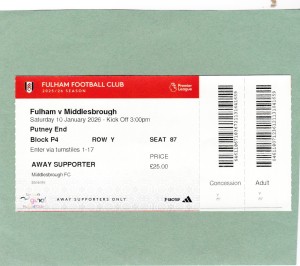 FULHAM FOOTBALL CLUB
2025/26 SEASON
Premier League
Fulham v Middlesbrough
Saturday 10 January 2026 - Kick Off 3:00pm
Putney End
Block P4 ROW Y SEAT 87
Enter via turnstiles 1-17
PRICE
AWAY SUPPORTER £25.00
Middlesbrough FC
Concession Adult
AWAY SUPPORTERS ONLY
adidas